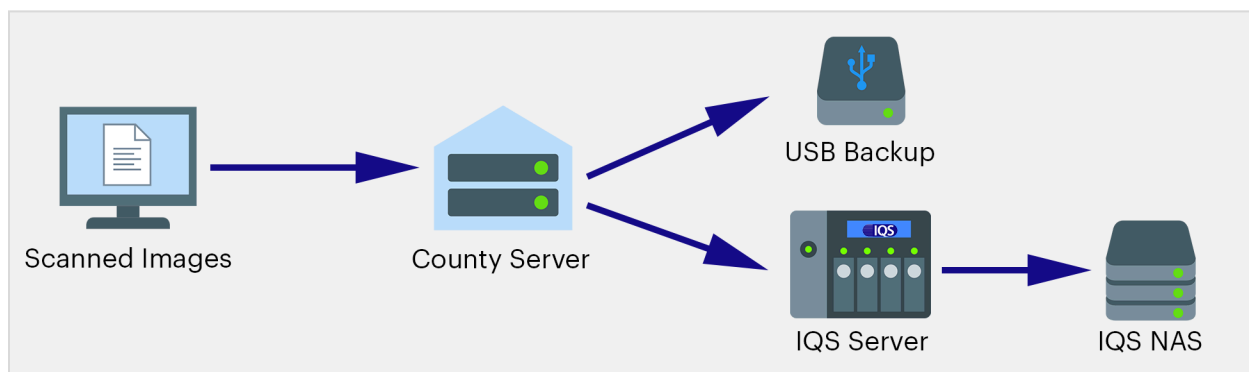 USB Backup
Scanned Images
County Server
IQS
IQS Server
IQS NAS